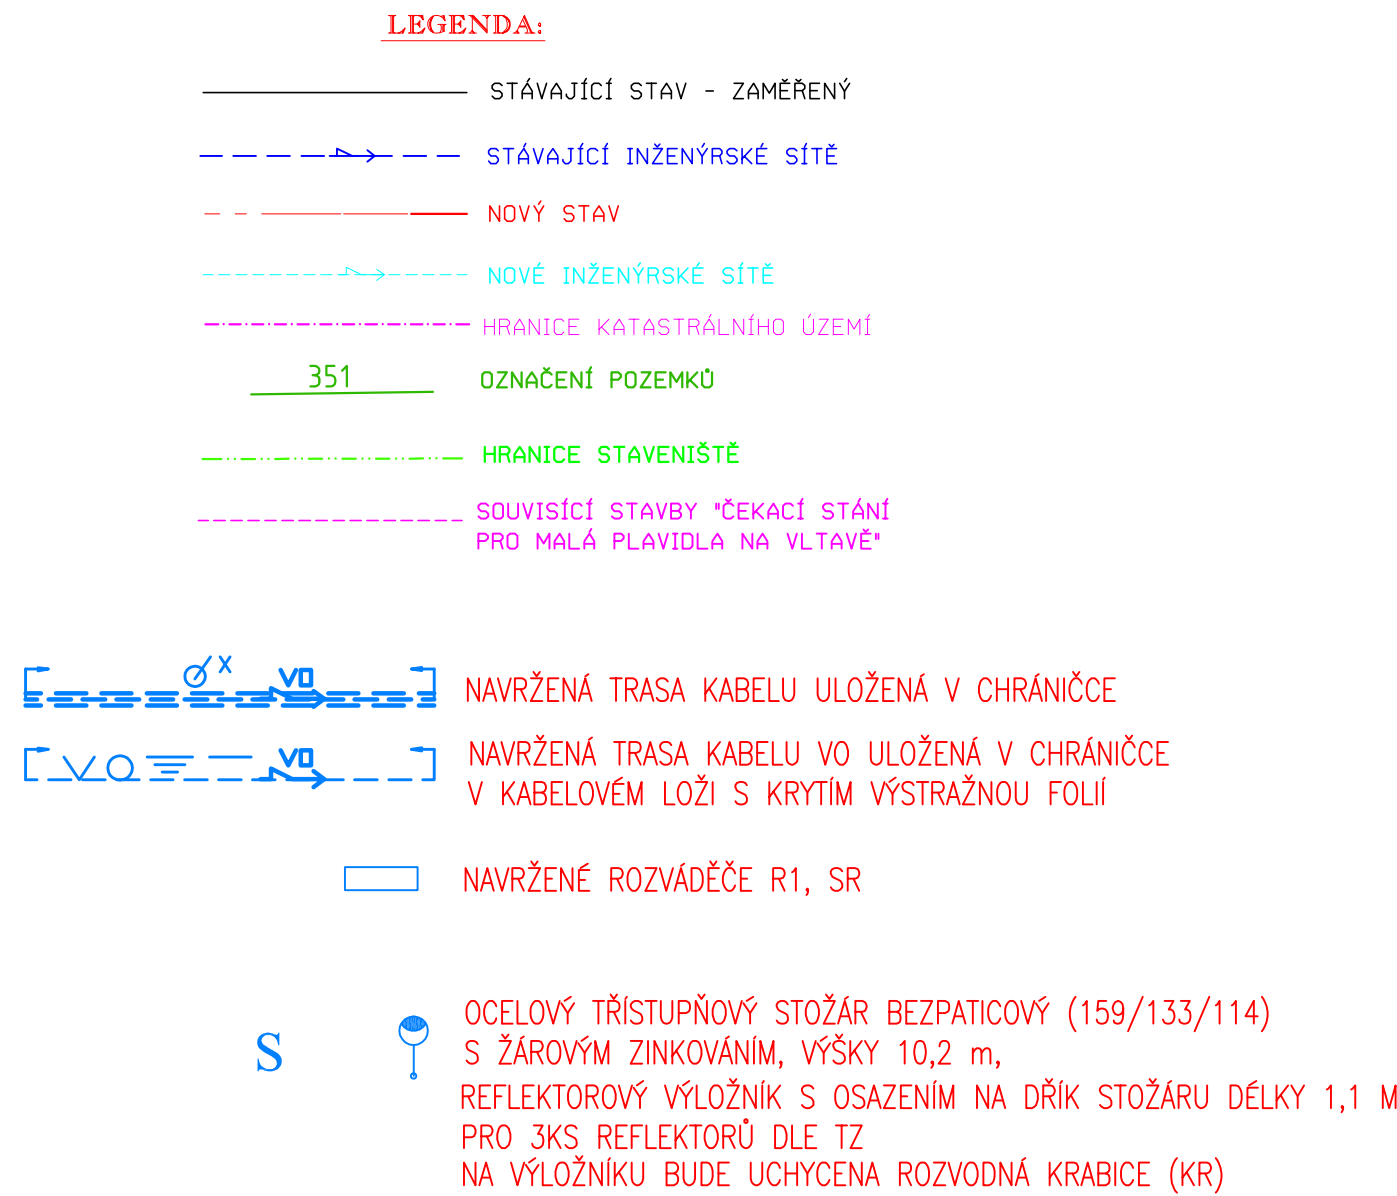 LEGENDA:
STÁVAJÍCÍ STAV - ZAMĚŘENÝ
STÁVAJÍCÍ INŽENÝRSKÉ SÍTĚ
NOVÝ STAV
NOVÉ INŽENÝRSKÉ SÍTĚ
HRANICE KATASTRÁLNÍHO ÚZEMÍ
351 OZNAČENÍ POZEMKŮ
HRANICE STAVENIŠTĚ
SOUVISÍCÍ STAVBY "ČEKACÍ STÁNÍ
PRO MALÁ PLAVIDLA NA VLTAVĚ"
X VO NAVRŽENÁ TRASA KABELU ULOŽENÁ V CHRÁNIČCE
VO NAVRŽENÁ TRASA KABELU VO ULOŽENÁ V CHRÁNIČCE
V KABELOVÉM LOŽI S KRYTÍM VÝSTRAŽNOU FOLIÍ
NAVRŽENÉ ROZVÁDĚČE R1, SR
OCELOVÝ TŘÍSTUPŇOVÝ STOŽÁR BEZPATICOVÝ (159/133/114)
S S ŽÁROVÝM ZINKOVÁNÍM, VÝŠKY 10,2 m,
REFLEKTOROVÝ VÝLOŽNÍK S OSAZENÍM NA DŘÍK STOŽÁRU DÉLKY 1,1 M
PRO 3KS REFLEKTORŮ DLE TZ
NA VÝLOŽNÍKU BUDE UCHYCENA ROZVODNÁ KRABICE (KR)